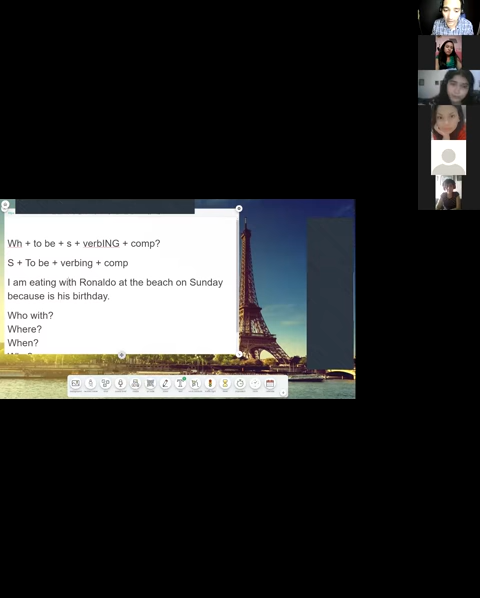 Wh + to be + s + verbING + comp?
S + To be + verbing + comp
I am eating with Ronaldo at the beach on Sunday
because is his birthday.
Who with?
Where?
When?